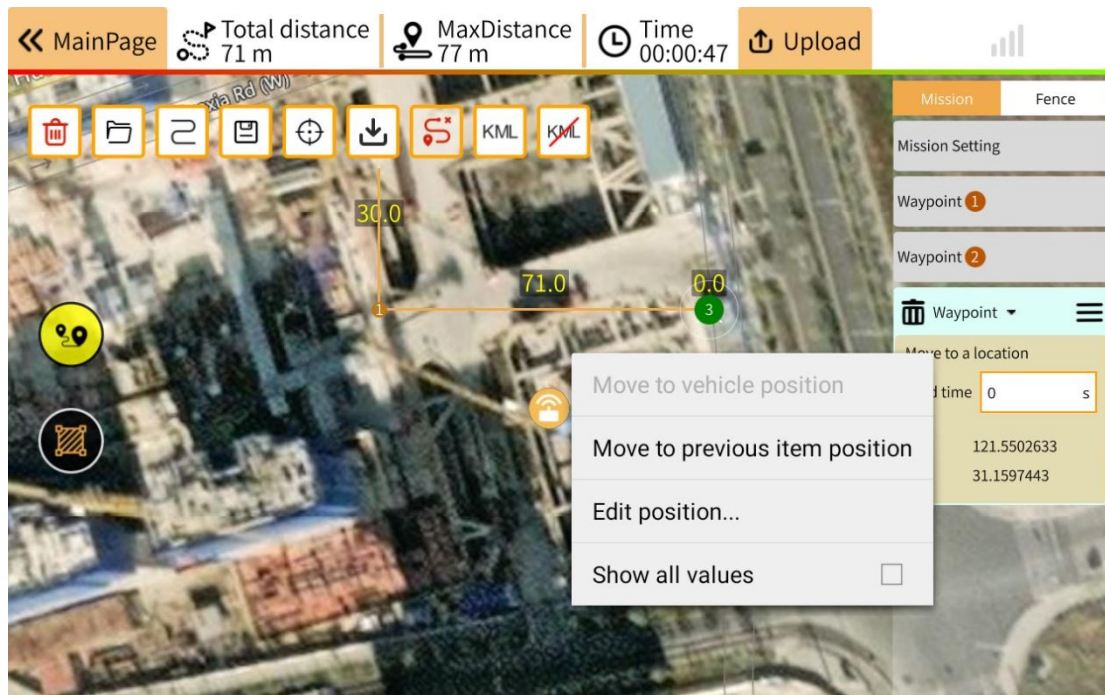 MainPage
Total distance
71 m
MaxDistance
77 m
Time
00:00:47
Upload
xia Rd (W)
KML
KML
Mission
Fence
Mission Setting
Waypoint 1
Waypoint 2
30.0
71.0
0.0
1
3
Waypoint
Move to a location
time
0
s
121.5502633
31.1597443
Move to vehicle position
Move to previous item position
Edit position...
Show all values